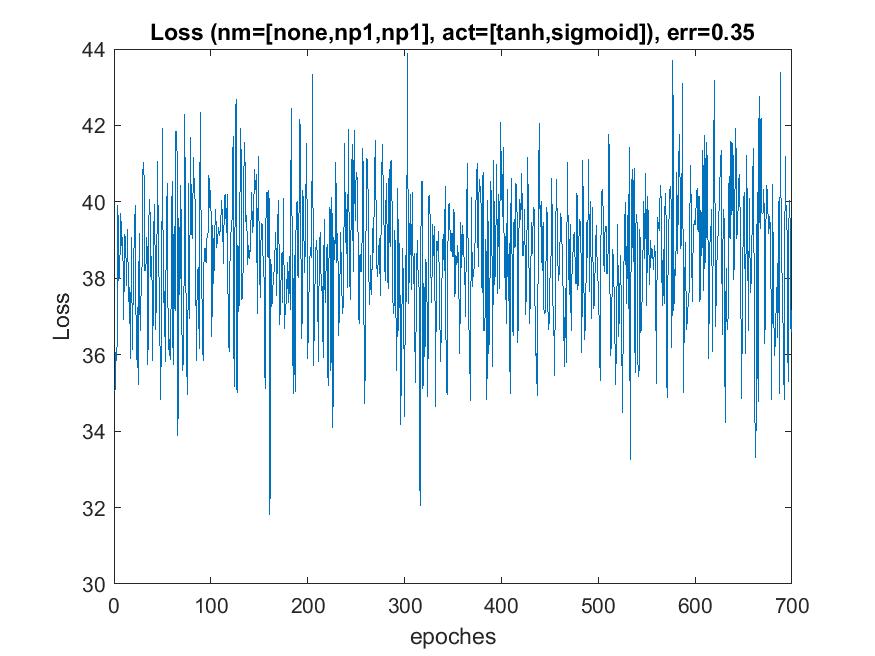 Loss (nm=[none,np1,np1], act=[tanh,sigmoid]), err=0.35
44
42
40
38
36
34
32
30
Loss
0 100 200 300 400 500 600 700
epoches